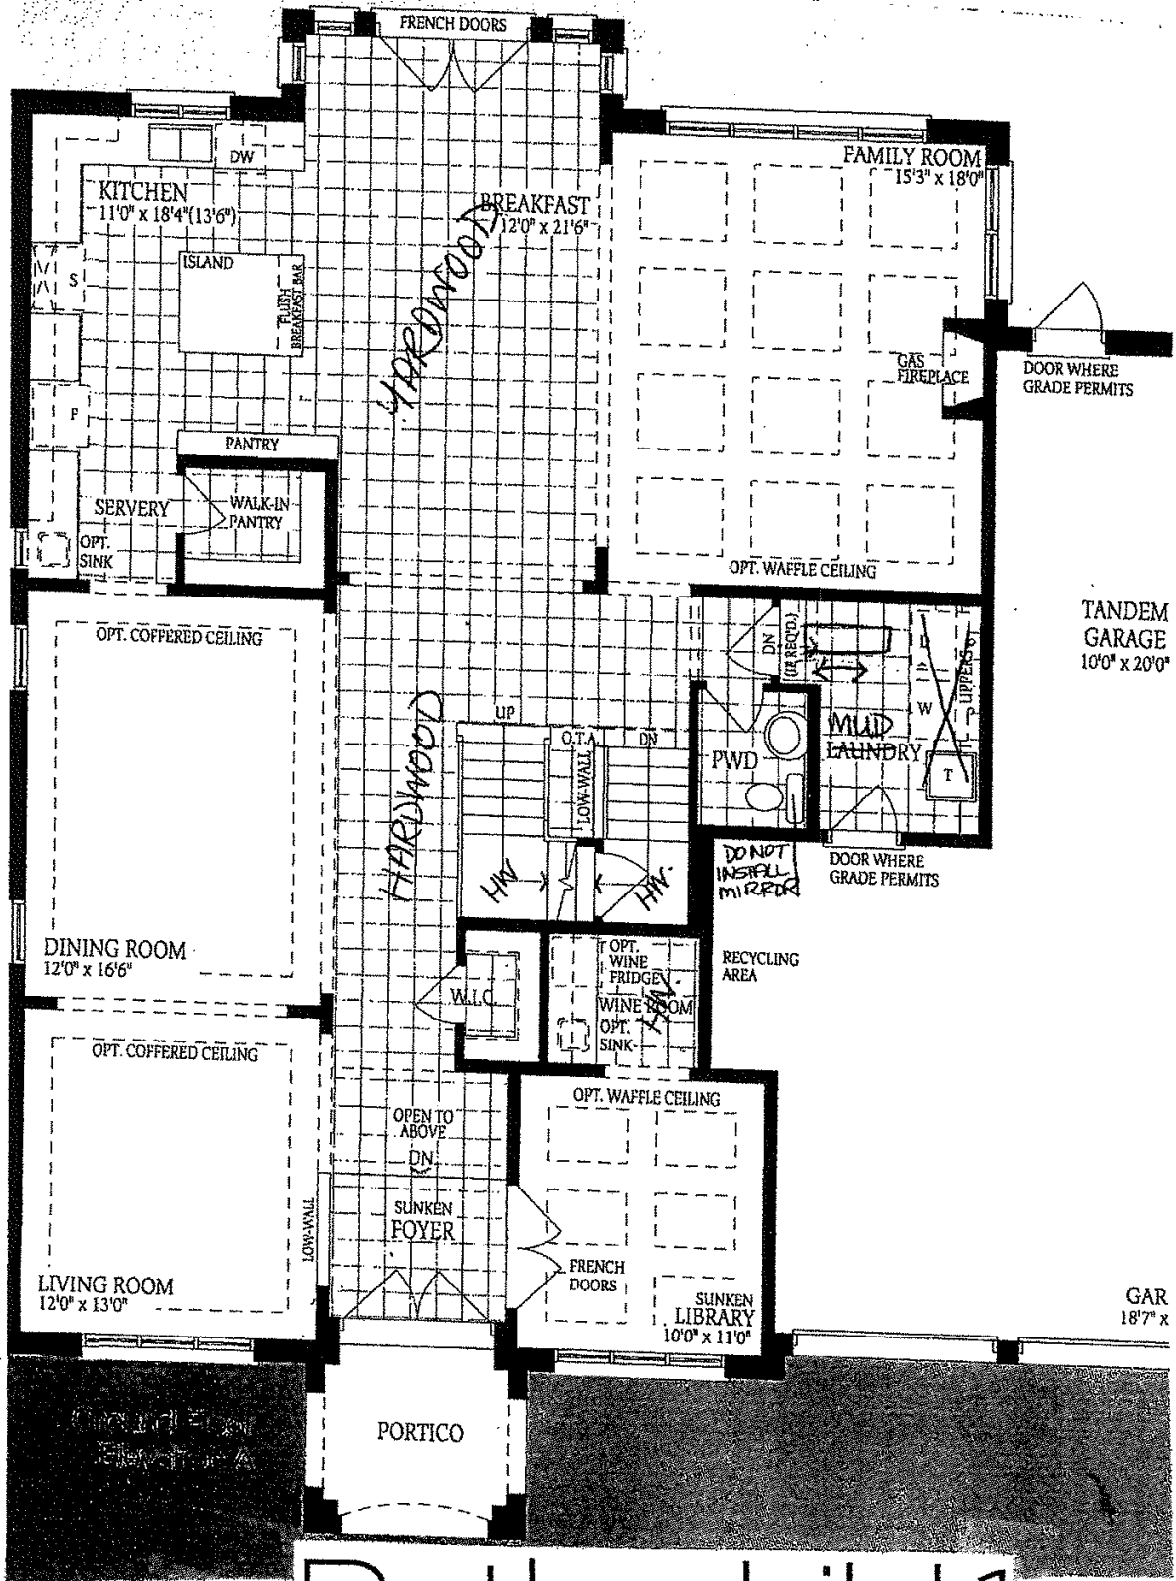 FRENCH DOORS
DW
KITCHEN
11'0" x 18'4"(13'6")
BREAKFAST
12'0" x 21'6"
HARDWOOD
FAMILY ROOM
15'3" x 18'0"
ISLAND
FLUSH
BREAKFAST BAR
S
F
GAS
FIREPLACE
DOOR WHERE
GRADE PERMITS
PANTRY
SERVERY
WALK-IN
PANTRY
OPT.
SINK
OPT. WAFFLE CEILING
TANDEM
GARAGE
10'0" x 20'0"
OPT. COFFERED CEILING
DN
(IF REQ'D.)
UPPERS
D
W
MUD
LAUNDRY
T
PWD
UP
O.T.A
DN
LOW-WALL
HARDWOOD
HW
HW.
DO NOT
INSTALL
MIRROR
DOOR WHERE
GRADE PERMITS
DINING ROOM
12'0" x 16'6"
W.I.C
OPT.
WINE
FRIDGE
WINE ROOM
HW.
OPT.
SINK
RECYCLING
AREA
OPT. COFFERED CEILING
OPT. WAFFLE CEILING
OPEN TO
ABOVE
DN
SUNKEN
FOYER
LOW-WALL
FRENCH
DOORS
LIVING ROOM
12'0" x 13'0"
SUNKEN
LIBRARY
10'0" x 11'0"
GAR
18'7" x
PORTICO
Ground Floor
Elevation A